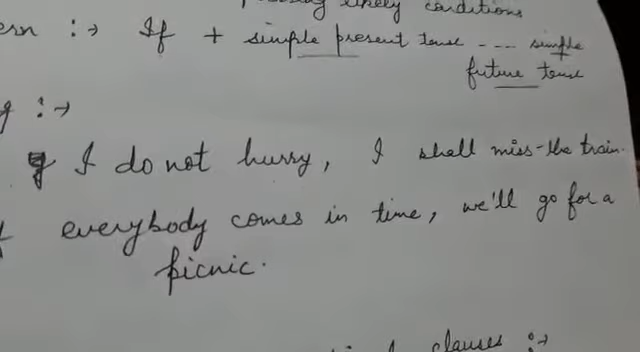 likely conditions
:→ If + simple present tense ---- simple
future tense
:→
If I do not hurry, I shall miss the train.
everybody comes in time, we'll go for a
picnic.
clauses :→